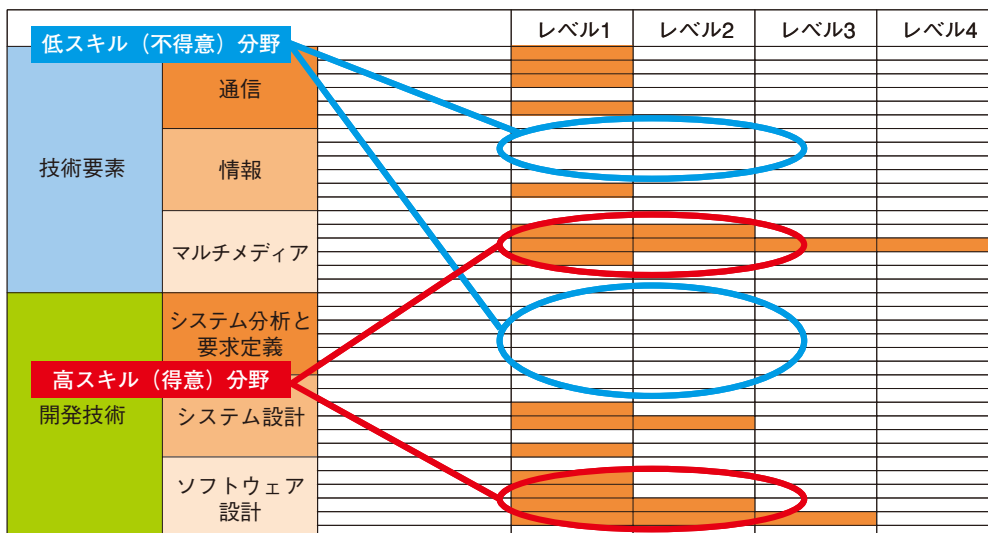 レベル1 レベル2 レベル3 レベル4
低スキル（不得意）分野
通信
技術要素
情報
マルチメディア
システム分析と
要求定義
高スキル（得意）分野
開発技術
システム設計
ソフトウェア
設計